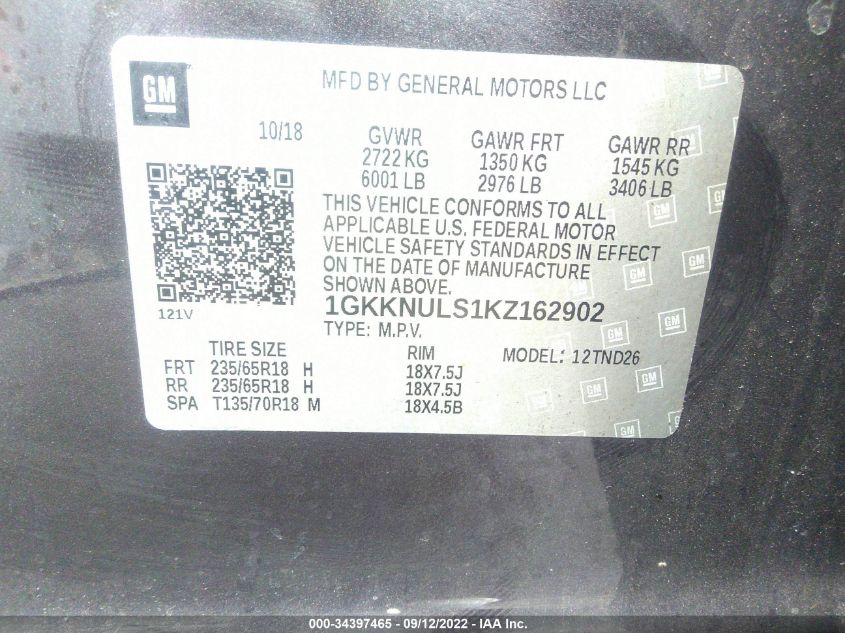 GM
MFD BY GENERAL MOTORS LLC
10/18 GVWR GAWR FRT GAWR RR
2722 KG 1350 KG 1545 KG
6001 LB 2976 LB 3406 LB
THIS VEHICLE CONFORMS TO ALL
APPLICABLE U.S. FEDERAL MOTOR
VEHICLE SAFETY STANDARDS IN EFFECT
ON THE DATE OF MANUFACTURE
SHOWN ABOVE.
121V
1GKKNULS1KZ162902
TYPE: M.P.V.
TIRE SIZE RIM MODEL: 12TND26
FRT 235/65R18 H 18X7.5J
RR 235/65R18 H 18X7.5J
SPA T135/70R18 M 18X4.5B
000-34397465 - 09/12/2022 - IAA Inc.